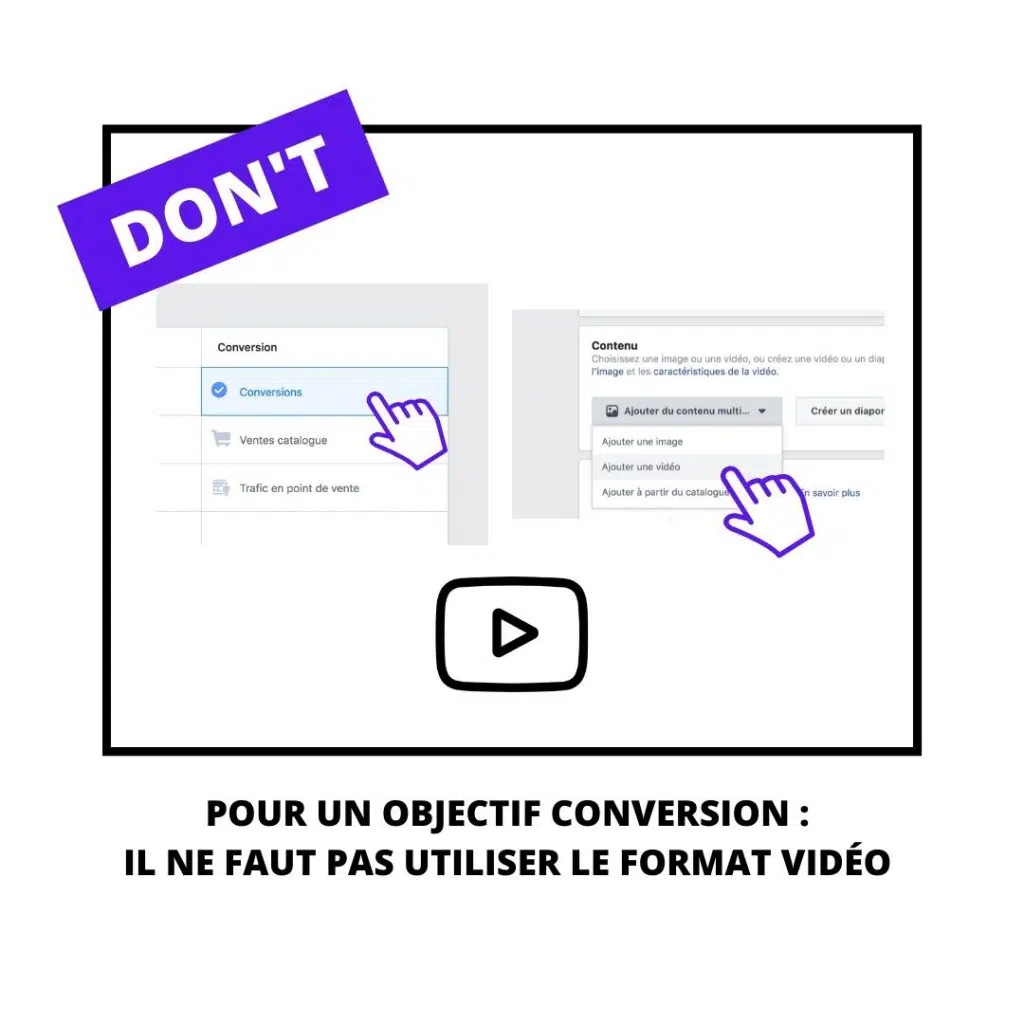 DON'T
Conversion
Conversions
Ventes catalogue
Trafic en point de vente
Contenu
Choisissez une image ou une vidéo, ou créez une vidéo ou un diap
l'image et les caractéristiques de la vidéo.
Ajouter du contenu multi...
Créer un diapor
Ajouter une image
Ajouter une vidéo
Ajouter à partir du catalogue
En savoir plus
POUR UN OBJECTIF CONVERSION :
IL NE FAUT PAS UTILISER LE FORMAT VIDÉO